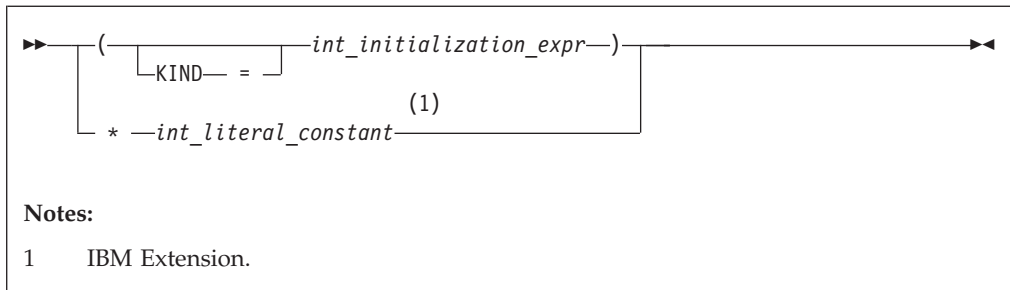 ( int_initialization_expr )
KIND =
(1)
* int_literal_constant
Notes:
1 IBM Extension.